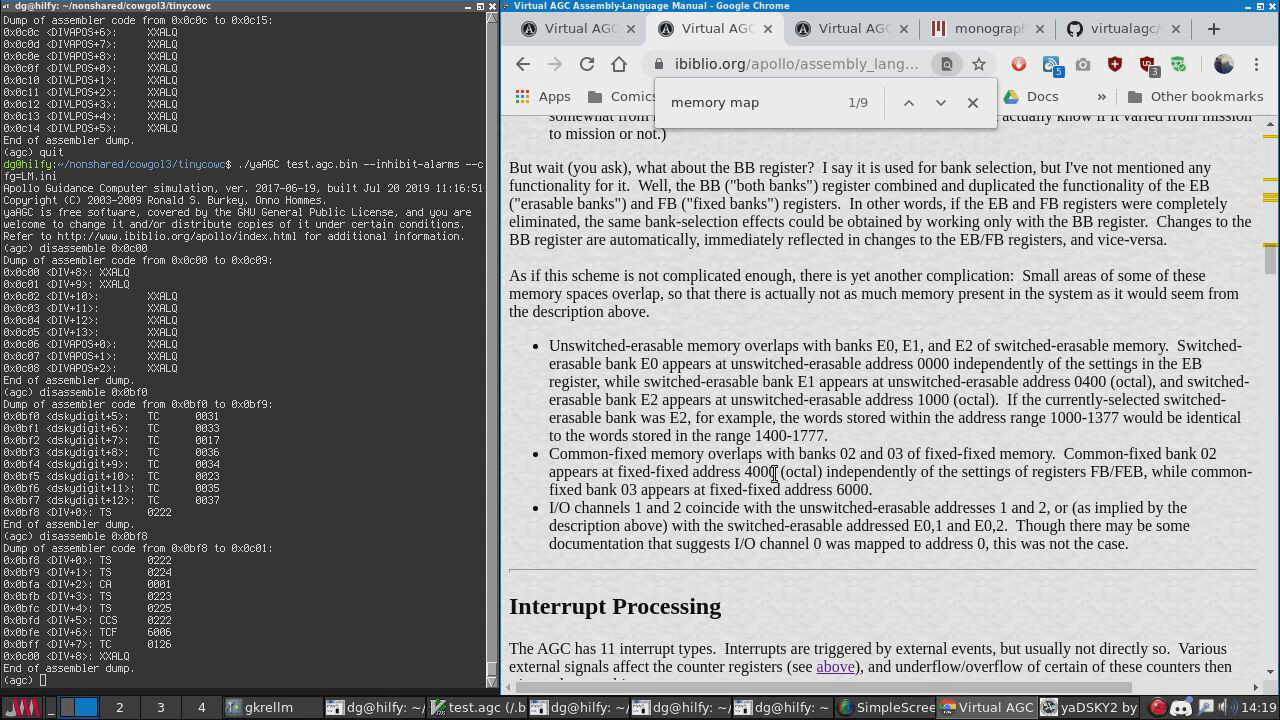 dg@hilfy: ~/nonshared/cowgol3/tinycowc
Dump of assembler code from 0x0c0c to 0x0c15:
0x0c0c <DIVAPOS+6>: XXALQ
0x0c0d <DIVAPOS+7>: XXALQ
0x0c0e <DIVAPOS+8>: XXALQ
0x0c0f <DIVLPOS+0>: XXALQ
0x0c10 <DIVLPOS+1>: XXALQ
0x0c11 <DIVLPOS+2>: XXALQ
0x0c12 <DIVLPOS+3>: XXALQ
0x0c13 <DIVLPOS+4>: XXALQ
0x0c14 <DIVLPOS+5>: XXALQ
End of assembler dump.
(agc) quit
dg@hilfy:~/nonshared/cowgol3/tinycowc$ ./yaAGC test.agc.bin --inhibit-alarms --c
fg=LM.ini
Apollo Guidance Computer simulation, ver. 2017-06-19, built Jul 20 2019 11:16:51
Copyright (C) 2003-2009 Ronald S. Burkey, Onno Hommes.
yaAGC is free software, covered by the GNU General Public License, and you are
welcome to change it and/or distribute copies of it under certain conditions.
Refer to http://www.ibiblio.org/apollo/index.html for additional information.
(agc) disassemble 0x0c00
Dump of assembler code from 0x0c00 to 0x0c09:
0x0c00 <DIV+8>: XXALQ
0x0c01 <DIV+9>: XXALQ
0x0c02 <DIV+10>: XXALQ
0x0c03 <DIV+11>: XXALQ
0x0c04 <DIV+12>: XXALQ
0x0c05 <DIV+13>: XXALQ
0x0c06 <DIVAPOS+0>: XXALQ
0x0c07 <DIVAPOS+1>: XXALQ
0x0c08 <DIVAPOS+2>: XXALQ
End of assembler dump.
(agc) disassemble 0x0bf0
Dump of assembler code from 0x0bf0 to 0x0bf9:
0x0bf0 <dskydigit+5>: TC 0031
0x0bf1 <dskydigit+6>: TC 0033
0x0bf2 <dskydigit+7>: TC 0017
0x0bf3 <dskydigit+8>: TC 0036
0x0bf4 <dskydigit+9>: TC 0034
0x0bf5 <dskydigit+10>: TC 0023
0x0bf6 <dskydigit+11>: TC 0035
0x0bf7 <dskydigit+12>: TC 0037
0x0bf8 <DIV+0>: TS 0222
End of assembler dump.
(agc) disassemble 0x0bf8
Dump of assembler code from 0x0bf8 to 0x0c01:
0x0bf8 <DIV+0>: TS 0222
0x0bf9 <DIV+1>: TS 0224
0x0bfa <DIV+2>: CA 0001
0x0bfb <DIV+3>: TS 0223
0x0bfc <DIV+4>: TS 0225
0x0bfd <DIV+5>: CCS 0222
0x0bfe <DIV+6>: TCF 6006
0x0bff <DIV+7>: TC 0126
0x0c00 <DIV+8>: XXALQ
End of assembler dump.
(agc)
Virtual AGC Assembly-Language Manual - Google Chrome
Virtual AGC
Virtual AGC
Virtual AGC
monograph
virtualagc/
ibiblio.org/apollo/assembly_lang...
5
3
Apps
Comics
Docs
Other bookmarks
memory map 1/9
to mission or not.)
But wait (you ask), what about the BB register?  I say it is used for bank selection, but I've not mentioned any
functionality for it.  Well, the BB ("both banks") register combined and duplicated the functionality of the EB
("erasable banks") and FB ("fixed banks") registers.  In other words, if the EB and FB registers were completely
eliminated, the same bank-selection effects could be obtained by working only with the BB register.  Changes to the
BB register are automatically, immediately reflected in changes to the EB/FB registers, and vice-versa.
As if this scheme is not complicated enough, there is yet another complication:  Small areas of some of these
memory spaces overlap, so that there is actually not as much memory present in the system as it would seem from
the description above.
• Unswitched-erasable memory overlaps with banks E0, E1, and E2 of switched-erasable memory.  Switched-
erasable bank E0 appears at unswitched-erasable address 0000 independently of the settings in the EB
register, while switched-erasable bank E1 appears at unswitched-erasable address 0400 (octal), and switched-
erasable bank E2 appears at unswitched-erasable address 1000 (octal).  If the currently-selected switched-
erasable bank was E2, for example, the words stored within the address range 1000-1377 would be identical
to the words stored in the range 1400-1777.
• Common-fixed memory overlaps with banks 02 and 03 of fixed-fixed memory.  Common-fixed bank 02
appears at fixed-fixed address 4000 (octal) independently of the settings of registers FB/FEB, while common-
fixed bank 03 appears at fixed-fixed address 6000.
• I/O channels 1 and 2 coincide with the unswitched-erasable addresses 1 and 2, or (as implied by the
description above) with the switched-erasable addressed E0,1 and E0,2.  Though there may be some
documentation that suggests I/O channel 0 was mapped to address 0, this was not the case.
Interrupt Processing
The AGC has 11 interrupt types.  Interrupts are triggered by external events, but usually not directly so.  Various
external signals affect the counter registers (see above), and underflow/overflow of certain of these counters then
2
3
4
gkrellm
dg@hilfy: ~/
test.agc (/.b
dg@hilfy: ~/
dg@hilfy: ~/
dg@hilfy: ~/
SimpleScree
Virtual AGC
yaDSKY2 by
14:19